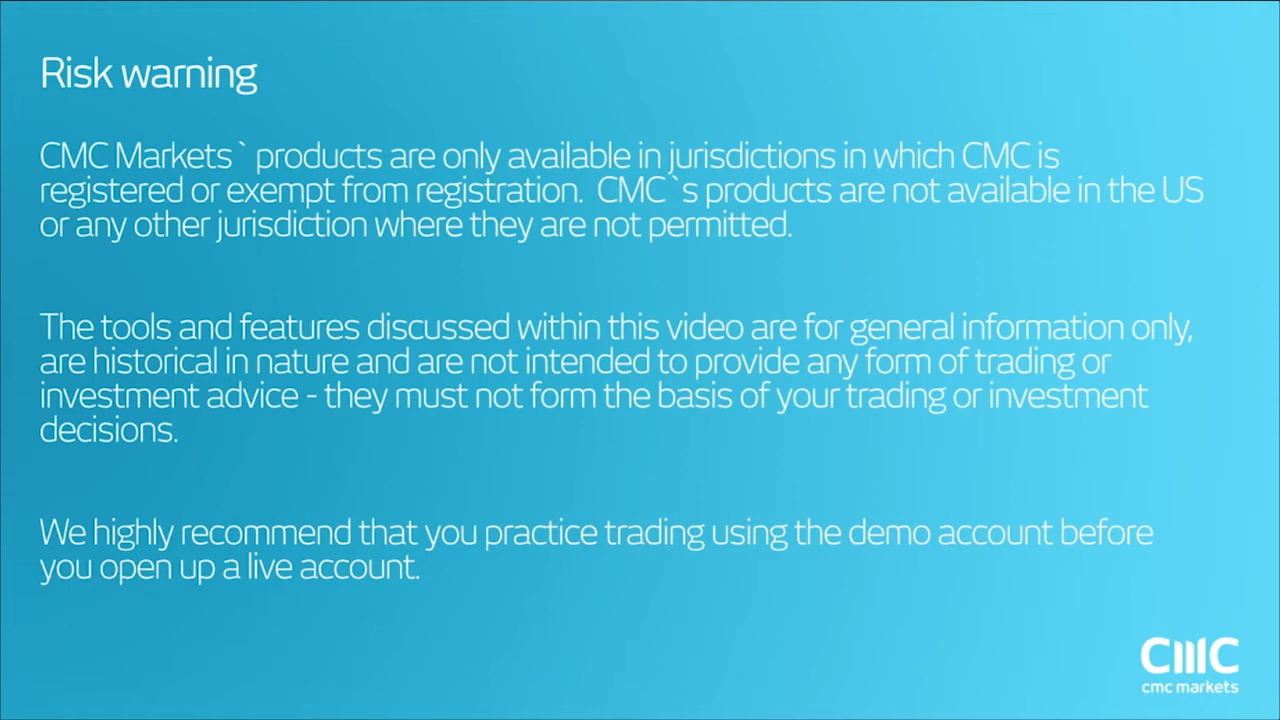 Risk warning
CMC Markets` products are only available in jurisdictions in which CMC is
registered or exempt from registration.  CMC`s products are not available in the US
or any other jurisdiction where they are not permitted.
The tools and features discussed within this video are for general information only,
are historical in nature and are not intended to provide any form of trading or
investment advice - they must not form the basis of your trading or investment
decisions.
We highly recommend that you practice trading using the demo account before
you open up a live account.
CMC
cmc markets